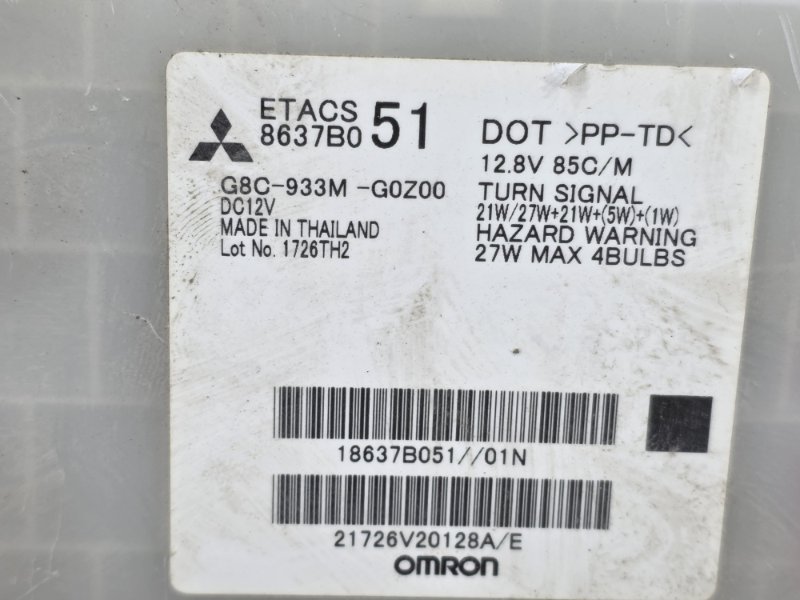 ETACS
8637B0 51
G8C-933M -G0Z00
DC12V
MADE IN THAILAND
Lot No. 1726TH2
DOT >PP-TD<
12.8V 85C/M
TURN SIGNAL
21W/27W+21W+(5W)+(1W)
HAZARD WARNING
27W MAX 4BULBS
18637B051//01N
21726V20128A/E
OMRON